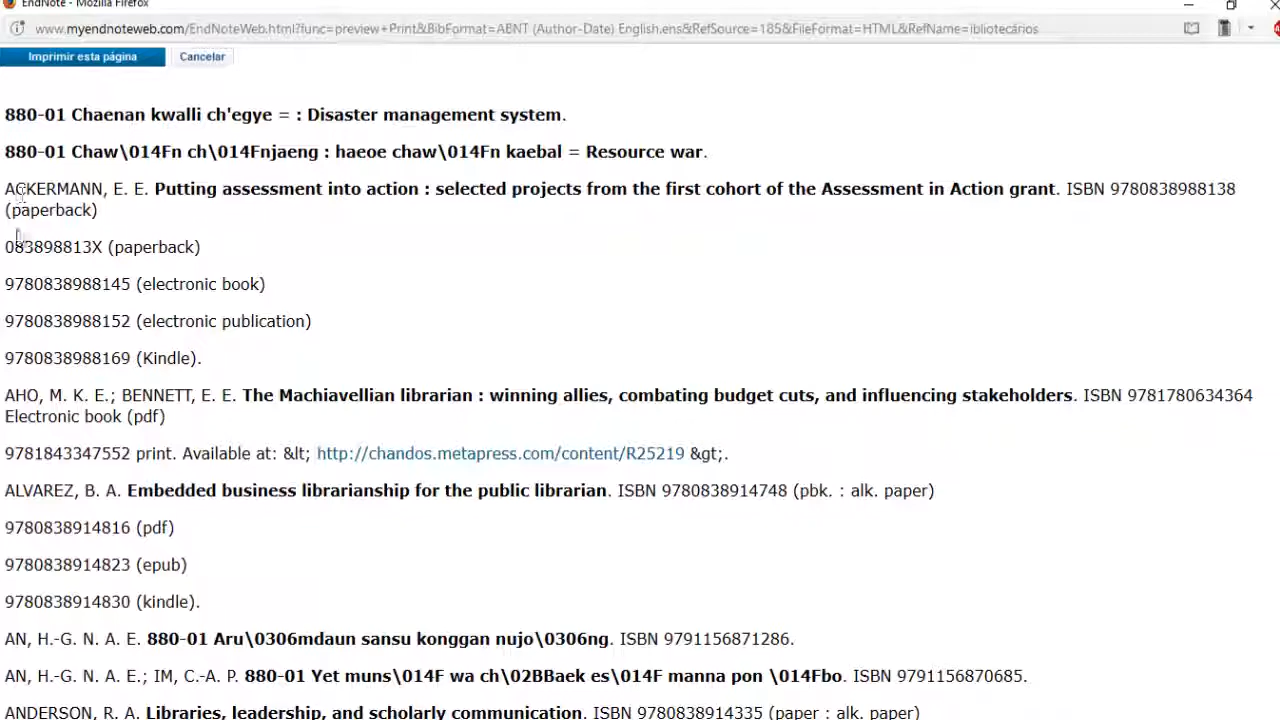 EndNote - Mozilla Firefox
www.myendnoteweb.com/EndNoteWeb.html?func=preview+Print&BibFormat=ABNT (Author-Date) English.ens&RefSource=185&FileFormat=HTML&RefName=ibliotecários
Imprimir esta página Cancelar
880-01 Chaenan kwalli ch'egye = : Disaster management system.
880-01 Chaw\014Fn ch\014Fnjaeng : haeoe chaw\014Fn kaebal = Resource war.
ACKERMANN, E. E. Putting assessment into action : selected projects from the first cohort of the Assessment in Action grant. ISBN 9780838988138
(paperback)
083898813X (paperback)
9780838988145 (electronic book)
9780838988152 (electronic publication)
9780838988169 (Kindle).
AHO, M. K. E.; BENNETT, E. E. The Machiavellian librarian : winning allies, combating budget cuts, and influencing stakeholders. ISBN 9781780634364
Electronic book (pdf)
9781843347552 print. Available at: &lt; http://chandos.metapress.com/content/R25219 &gt;.
ALVAREZ, B. A. Embedded business librarianship for the public librarian. ISBN 9780838914748 (pbk. : alk. paper)
9780838914816 (pdf)
9780838914823 (epub)
9780838914830 (kindle).
AN, H.-G. N. A. E. 880-01 Aru\0306mdaun sansu konggan nujo\0306ng. ISBN 9791156871286.
AN, H.-G. N. A. E.; IM, C.-A. P. 880-01 Yet muns\014F wa ch\02BBaek es\014F manna pon \014Fbo. ISBN 9791156870685.
ANDERSON, R. A. Libraries, leadership, and scholarly communication. ISBN 9780838914335 (paper : alk. paper)